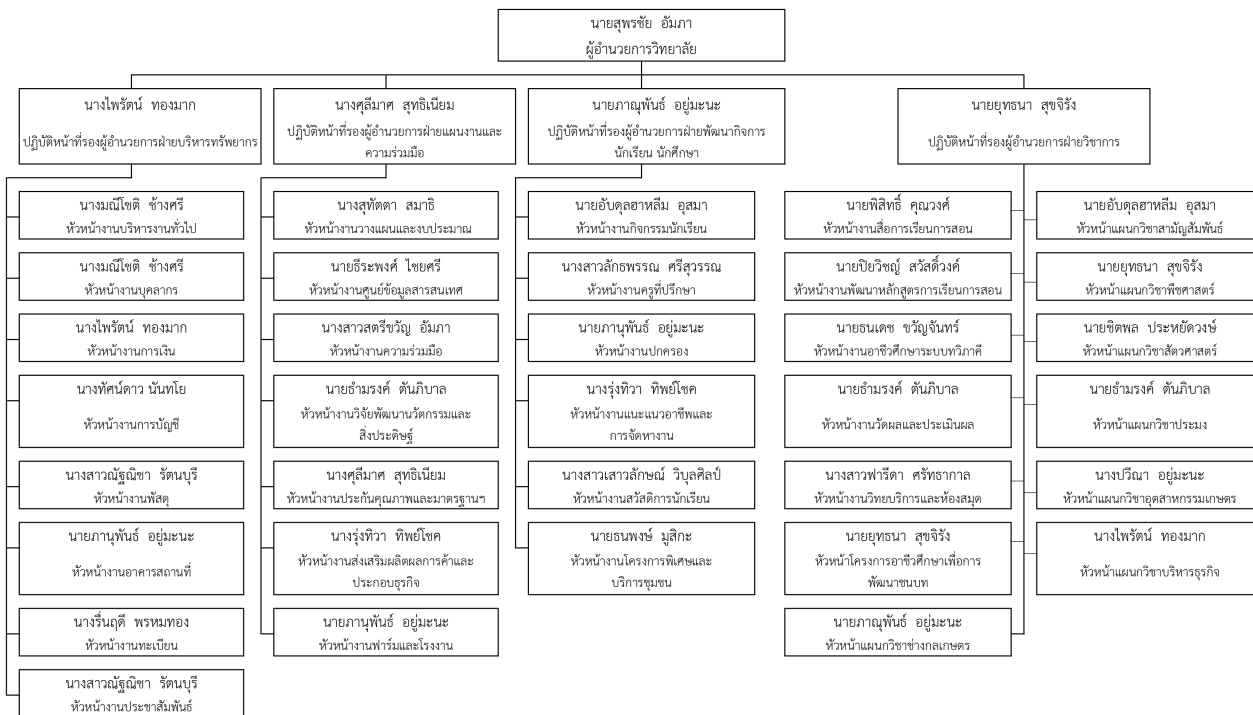 นายสุพรชัย อัมภา
ผู้อำนวยการวิทยาลัย
นางไพรัตน์ ทองมาก
ปฏิบัติหน้าที่รองผู้อำนวยการฝ่ายบริหารทรัพยากร
นางศุลีมาศ สุทธิเนียม
ปฏิบัติหน้าที่รองผู้อำนวยการฝ่ายแผนงานและ
ความร่วมมือ
นายภาณุพันธ์ อยู่มะนะ
ปฏิบัติหน้าที่รองผู้อำนวยการฝ่ายพัฒนากิจการ
นักเรียน นักศึกษา
นายยุทธนา สุขจิรัง
ปฏิบัติหน้าที่รองผู้อำนวยการฝ่ายวิชาการ
นางมณีโชติ ช้างศรี
หัวหน้างานบริหารงานทั่วไป
นางมณีโชติ ช้างศรี
หัวหน้างานบุคลากร
นางไพรัตน์ ทองมาก
หัวหน้างานการเงิน
นางทัศน์ดาว นันทโย
หัวหน้างานการบัญชี
นางสาวณัฐณิชา รัตนบุรี
หัวหน้างานพัสดุ
นายภานุพันธ์ อยู่มะนะ
หัวหน้างานอาคารสถานที่
นางรื่นฤดี พรหมทอง
หัวหน้างานทะเบียน
นางสาวณัฐณิชา รัตนบุรี
หัวหน้างานประชาสัมพันธ์
นางสุทัตตา สมาธิ
หัวหน้างานวางแผนและงบประมาณ
นายธีระพงศ์ ไชยศรี
หัวหน้างานศูนย์ข้อมูลสารสนเทศ
นางสาวสตรีขวัญ อัมภา
หัวหน้างานความร่วมมือ
นายธำมรงค์ ตันภิบาล
หัวหน้างานวิจัยพัฒนานวัตกรรมและ
สิ่งประดิษฐ์
นางศุลีมาศ สุทธิเนียม
หัวหน้างานประกันคุณภาพและมาตรฐานฯ
นางรุ่งทิวา ทิพย์โชค
หัวหน้างานส่งเสริมผลิตผลการค้าและ
ประกอบธุรกิจ
นายภานุพันธ์ อยู่มะนะ
หัวหน้างานฟาร์มและโรงงาน
นายอับดุลฮาหลีม อุสมา
หัวหน้างานกิจกรรมนักเรียน
นางสาวลักธพรรณ ศรีสุวรรณ
หัวหน้างานครูที่ปรึกษา
นายภานุพันธ์ อยู่มะนะ
หัวหน้างานปกครอง
นางรุ่งทิวา ทิพย์โชค
หัวหน้างานแนะแนวอาชีพและ
การจัดหางาน
นางสาวเสาวลักษณ์ วิบุลศิลป์
หัวหน้างานสวัสดิการนักเรียน
นายธนพงษ์ มูสิกะ
หัวหน้างานโครงการพิเศษและ
บริการชุมชน
นายพิสิทธิ์ คุณวงศ์
หัวหน้างานสื่อการเรียนการสอน
นายปิยวิชญ์ สวัสดิ์วงค์
หัวหน้างานพัฒนาหลักสูตรการเรียนการสอน
นายธนเดช ขวัญจันทร์
หัวหน้างานอาชีวศึกษาระบบทวิภาคี
นายธำมรงค์ ตันภิบาล
หัวหน้างานวัดผลและประเมินผล
นางสาวฟารีดา ศรัทธากาล
หัวหน้างานวิทยบริการและห้องสมุด
นายยุทธนา สุขจิรัง
หัวหน้าโครงการอาชีวศึกษาเพื่อการ
พัฒนาชนบท
นายภาณุพันธ์ อยู่มะนะ
หัวหน้าแผนกวิชาช่างกลเกษตร
นายอับดุลฮาหลีม อุสมา
หัวหน้าแผนกวิชาสามัญสัมพันธ์
นายยุทธนา สุขจิรัง
หัวหน้าแผนกวิชาพืชศาสตร์
นายชิตพล ประหยัดวงษ์
หัวหน้าแผนกวิชาสัตวศาสตร์
นายธำมรงค์ ตันภิบาล
หัวหน้าแผนกวิชาประมง
นางปวีณา อยู่มะนะ
หัวหน้าแผนกวิชาอุตสาหกรรมเกษตร
นางไพรัตน์ ทองมาก
หัวหน้าแผนกวิชาบริหารธุรกิจ